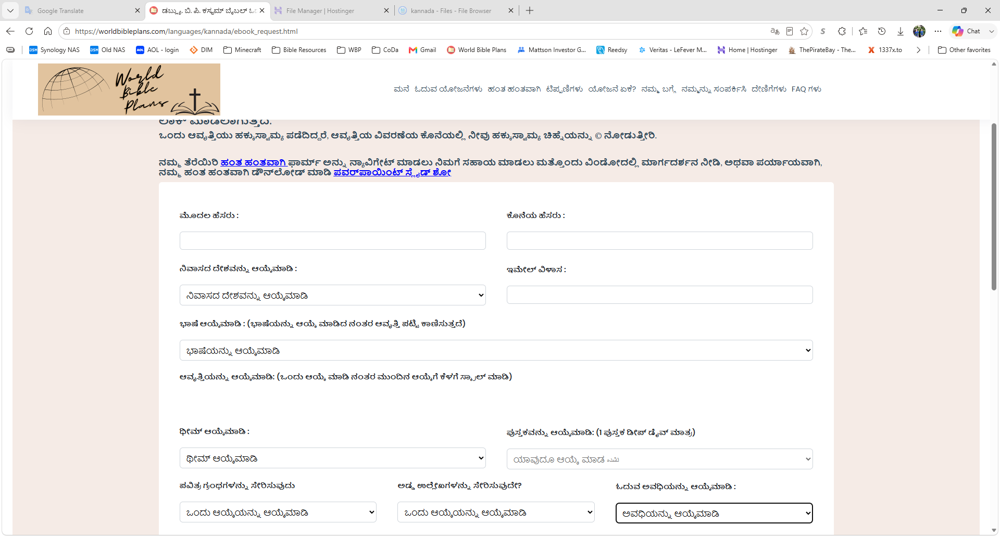 Google Translate
ಡಬ್ಲ್ಯು. ಬಿ. ಪಿ. ಕಸ್ಟಮ್ ಬೈಬಲ್ ಓದ
File Manager | Hostinger
kannada - Files - File Browser
https://worldbibleplans.com/languages/kannada/ebook_request.html
Chat
Synology NAS
Old NAS
AOL - login
DIM
Minecraft
Bible Resources
WBP
CoDa
Gmail
World Bible Plans
Mattson Investor G...
Reedsy
Veritas - LeFever M...
Home | Hostinger
ThePirateBay - The...
1337x.to
Other favorites
World
Bible
Plans
ಮನೆ ಓದುವ ಯೋಜನೆಗಳು ಹಂತ ಹಂತವಾಗಿ ಟಿಪ್ಪಣಿಗಳು ಯೋಜನೆ ಏಕೆ? ನಮ್ಮ ಬಗ್ಗೆ ನಮ್ಮನ್ನು ಸಂಪರ್ಕಿಸಿ ದೇಣಿಗೆಗಳು FAQ ಗಳು
ಲಾಕ್ ಮಾಡಲಾಗುತ್ತದೆ.
ಒಂದು ಆವೃತ್ತಿಯು ಹಕ್ಕುಸ್ವಾಮ್ಯ ಪಡೆದಿದ್ದರೆ, ಆವೃತ್ತಿಯ ವಿವರಣೆಯ ಕೊನೆಯಲ್ಲಿ ನೀವು ಹಕ್ಕುಸ್ವಾಮ್ಯ ಚಿಹ್ನೆಯನ್ನು © ನೋಡುತ್ತೀರಿ.
ನಮ್ಮ ತೆರೆಯಿರಿ ಹಂತ ಹಂತವಾಗಿ ಫಾರ್ಮ್ ಅನ್ನು ನ್ಯಾವಿಗೇಟ್ ಮಾಡಲು ನಿಮಗೆ ಸಹಾಯ ಮಾಡಲು ಮತ್ತೊಂದು ವಿಂಡೋದಲ್ಲಿ ಮಾರ್ಗದರ್ಶನ ನೀಡಿ, ಅಥವಾ ಪರ್ಯಾಯವಾಗಿ,
ನಮ್ಮ ಹಂತ ಹಂತವಾಗಿ ಡೌನ್‌ಲೋಡ್ ಮಾಡಿ ಪವರ್‌ಪಾಯಿಂಟ್ ಸ್ಲೈಡ್ ಶೋ
ಮೊದಲ ಹೆಸರು :
ಕೊನೆಯ ಹೆಸರು :
ನಿವಾಸದ ದೇಶವನ್ನು ಆಯ್ಕೆಮಾಡಿ :
ಇಮೇಲ್ ವಿಳಾಸ :
ನಿವಾಸದ ದೇಶವನ್ನು ಆಯ್ಕೆಮಾಡಿ
ಭಾಷೆ ಆಯ್ಕೆಮಾಡಿ : (ಭಾಷೆಯನ್ನು ಆಯ್ಕೆ ಮಾಡಿದ ನಂತರ ಆವೃತ್ತಿ ಪಟ್ಟಿ ಕಾಣಿಸುತ್ತದೆ)
ಭಾಷೆಯನ್ನು ಆಯ್ಕೆಮಾಡಿ
ಆವೃತ್ತಿಯನ್ನು ಆಯ್ಕೆಮಾಡಿ: (ಒಂದು ಆಯ್ಕೆ ಮಾಡಿ ನಂತರ ಮುಂದಿನ ಆಯ್ಕೆಗೆ ಕೆಳಗೆ ಸ್ಕ್ರಾಲ್ ಮಾಡಿ)
ಥೀಮ್ ಆಯ್ಕೆಮಾಡಿ :
ಪುಸ್ತಕವನ್ನು ಆಯ್ಕೆಮಾಡಿ: (1 ಪುಸ್ತಕ ಡೀಪ್ ಡೈವ್ ಮಾತ್ರ)
ಥೀಮ್ ಆಯ್ಕೆಮಾಡಿ
ಯಾವುದೂ ಆಯ್ಕೆ ಮಾಡ
ಪವಿತ್ರ ಗ್ರಂಥಗಳನ್ನು ಸೇರಿಸುವುದು
ಅಡ್ಡ ಉಲ್ಲೇಖಗಳನ್ನು ಸೇರಿಸುವುದೇ?
ಓದುವ ಅವಧಿಯನ್ನು ಆಯ್ಕೆಮಾಡಿ :
ಒಂದು ಆಯ್ಕೆಯನ್ನು ಆಯ್ಕೆಮಾಡಿ
ಒಂದು ಆಯ್ಕೆಯನ್ನು ಆಯ್ಕೆಮಾಡಿ
ಅವಧಿಯನ್ನು ಆಯ್ಕೆಮಾಡಿ